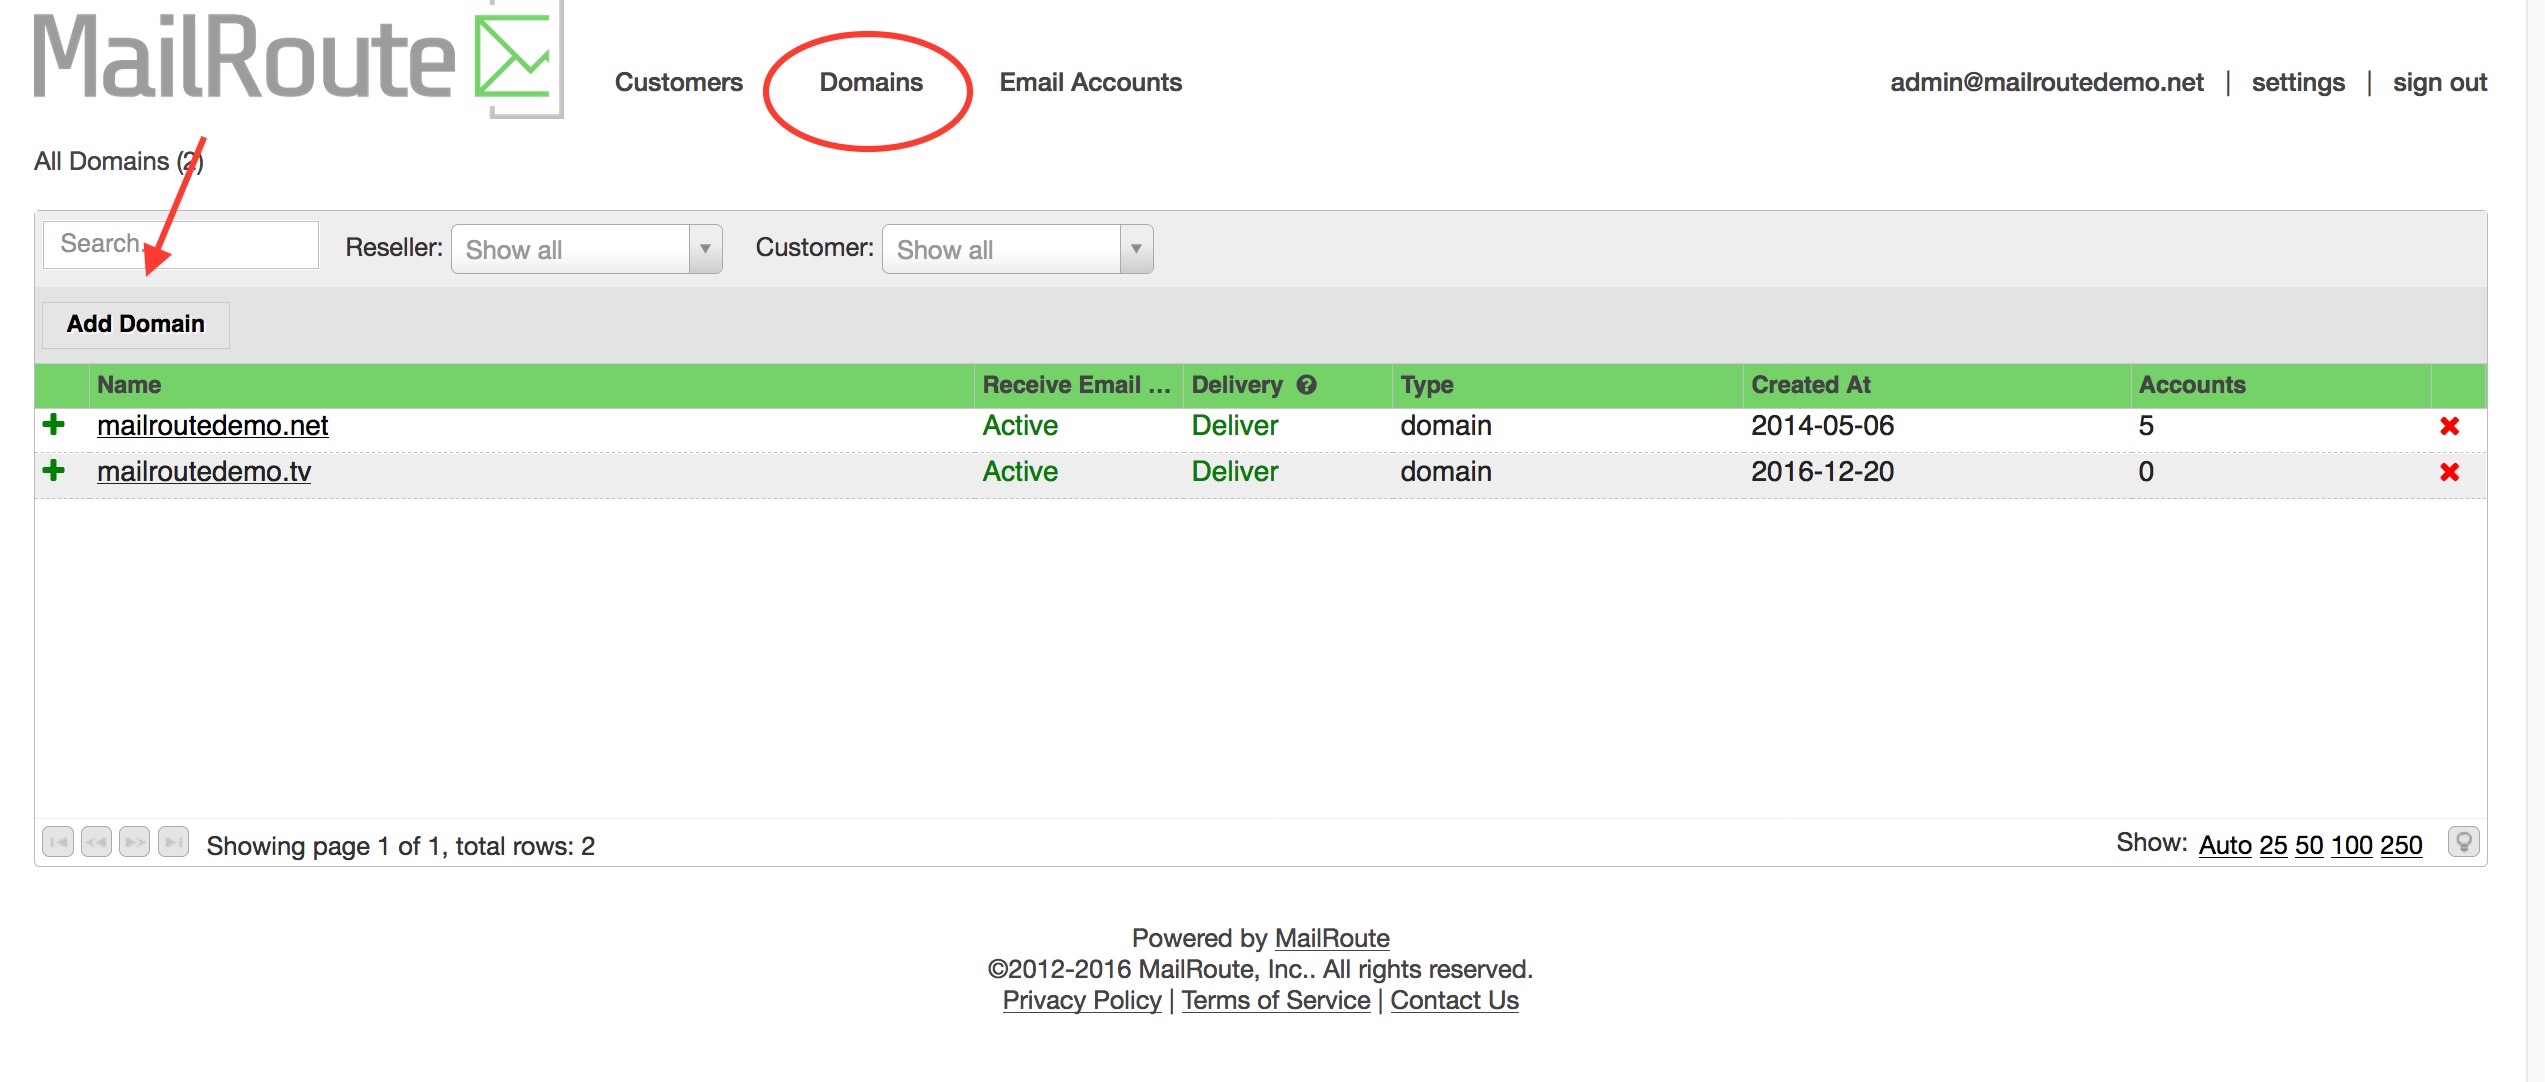 MailRoute
Customers Domains Email Accounts admin@mailroutedemo.net | settings | sign out
All Domains (2)
Search. Reseller: Show all Customer: Show all
Add Domain
Name Receive Email ... Delivery Type Created At Accounts
mailroutedemo.net Active Deliver domain 2014-05-06 5
mailroutedemo.tv Active Deliver domain 2016-12-20 0
Showing page 1 of 1, total rows: 2 Show: Auto 25 50 100 250
Powered by MailRoute
©2012-2016 MailRoute, Inc.. All rights reserved.
Privacy Policy | Terms of Service | Contact Us